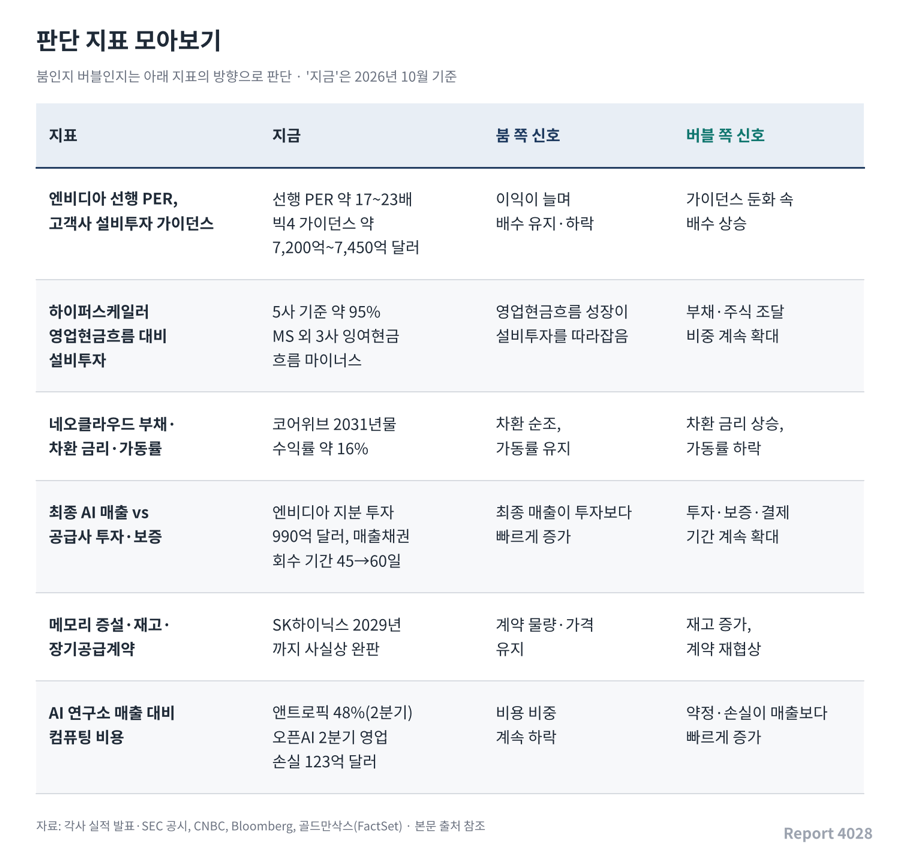 판단 지표 모아보기
붐인지 버블인지는 아래 지표의 방향으로 판단 · '지금'은 2026년 10월 기준
지표
지금
붐 쪽 신호
버블 쪽 신호
엔비디아 선행 PER,
고객사 설비투자 가이던스
선행 PER 약 17~23배
빅4 가이던스 약
7,200억~7,450억 달러
이익이 늘며
배수 유지·하락
가이던스 둔화 속
배수 상승
하이퍼스케일러
영업현금흐름 대비
설비투자
5사 기준 약 95%
MS 외 3사 잉여현금
흐름 마이너스
영업현금흐름 성장이
설비투자를 따라잡음
부채·주식 조달
비중 계속 확대
네오클라우드 부채·
차환 금리·가동률
코어위브 2031년물
수익률 약 16%
차환 순조,
가동률 유지
차환 금리 상승,
가동률 하락
최종 AI 매출 vs
공급사 투자·보증
엔비디아 지분 투자
990억 달러, 매출채권
회수 기간 45→60일
최종 매출이 투자보다
빠르게 증가
투자·보증·결제
기간 계속 확대
메모리 증설·재고·
장기공급계약
SK하이닉스 2029년
까지 사실상 완판
계약 물량·가격
유지
재고 증가,
계약 재협상
AI 연구소 매출 대비
컴퓨팅 비용
앤트로픽 48%(2분기)
오픈AI 2분기 영업
손실 123억 달러
비용 비중
계속 하락
약정·손실이 매출보다
빠르게 증가
자료: 각사 실적 발표·SEC 공시, CNBC, Bloomberg, 골드만삭스(FactSet) · 본문 출처 참조
Report 4028